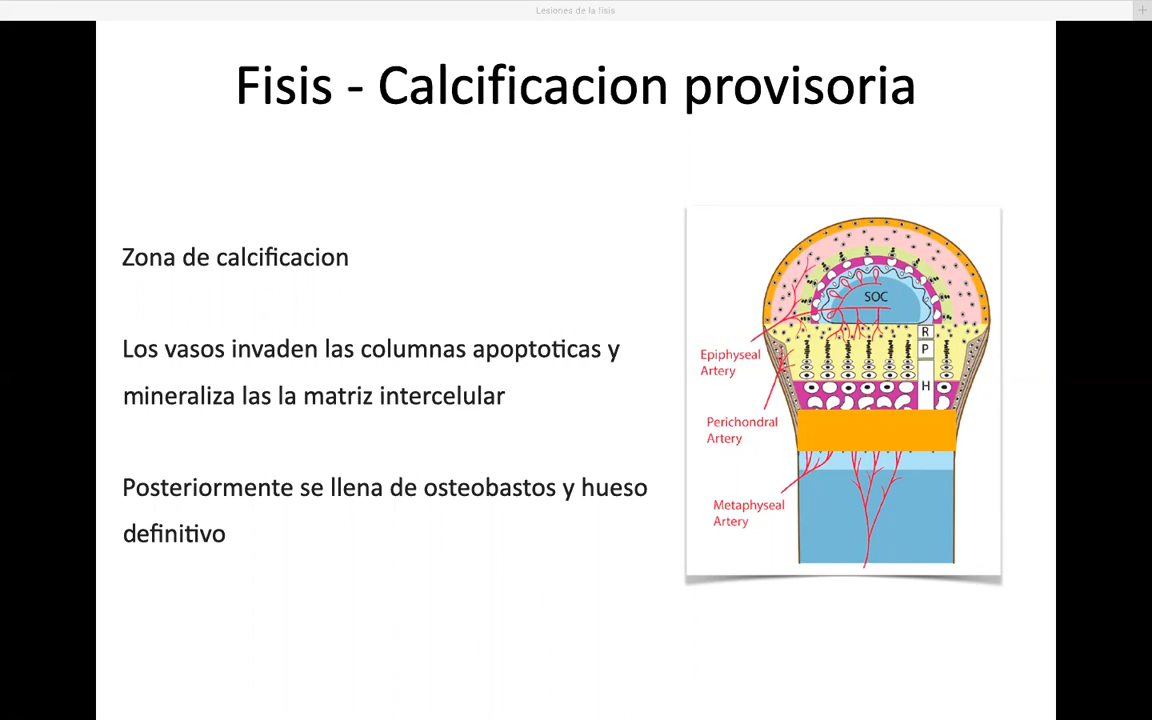 Lesiones de la fisis
Fisis - Calcificacion provisoria
Zona de calcificacion
Los vasos invaden las columnas apoptoticas y
mineraliza las la matriz intercelular
Posteriormente se llena de osteobastos y hueso
definitivo
SOC
R
P
H
Epiphyseal
Artery
Perichondral
Artery
Metaphyseal
Artery